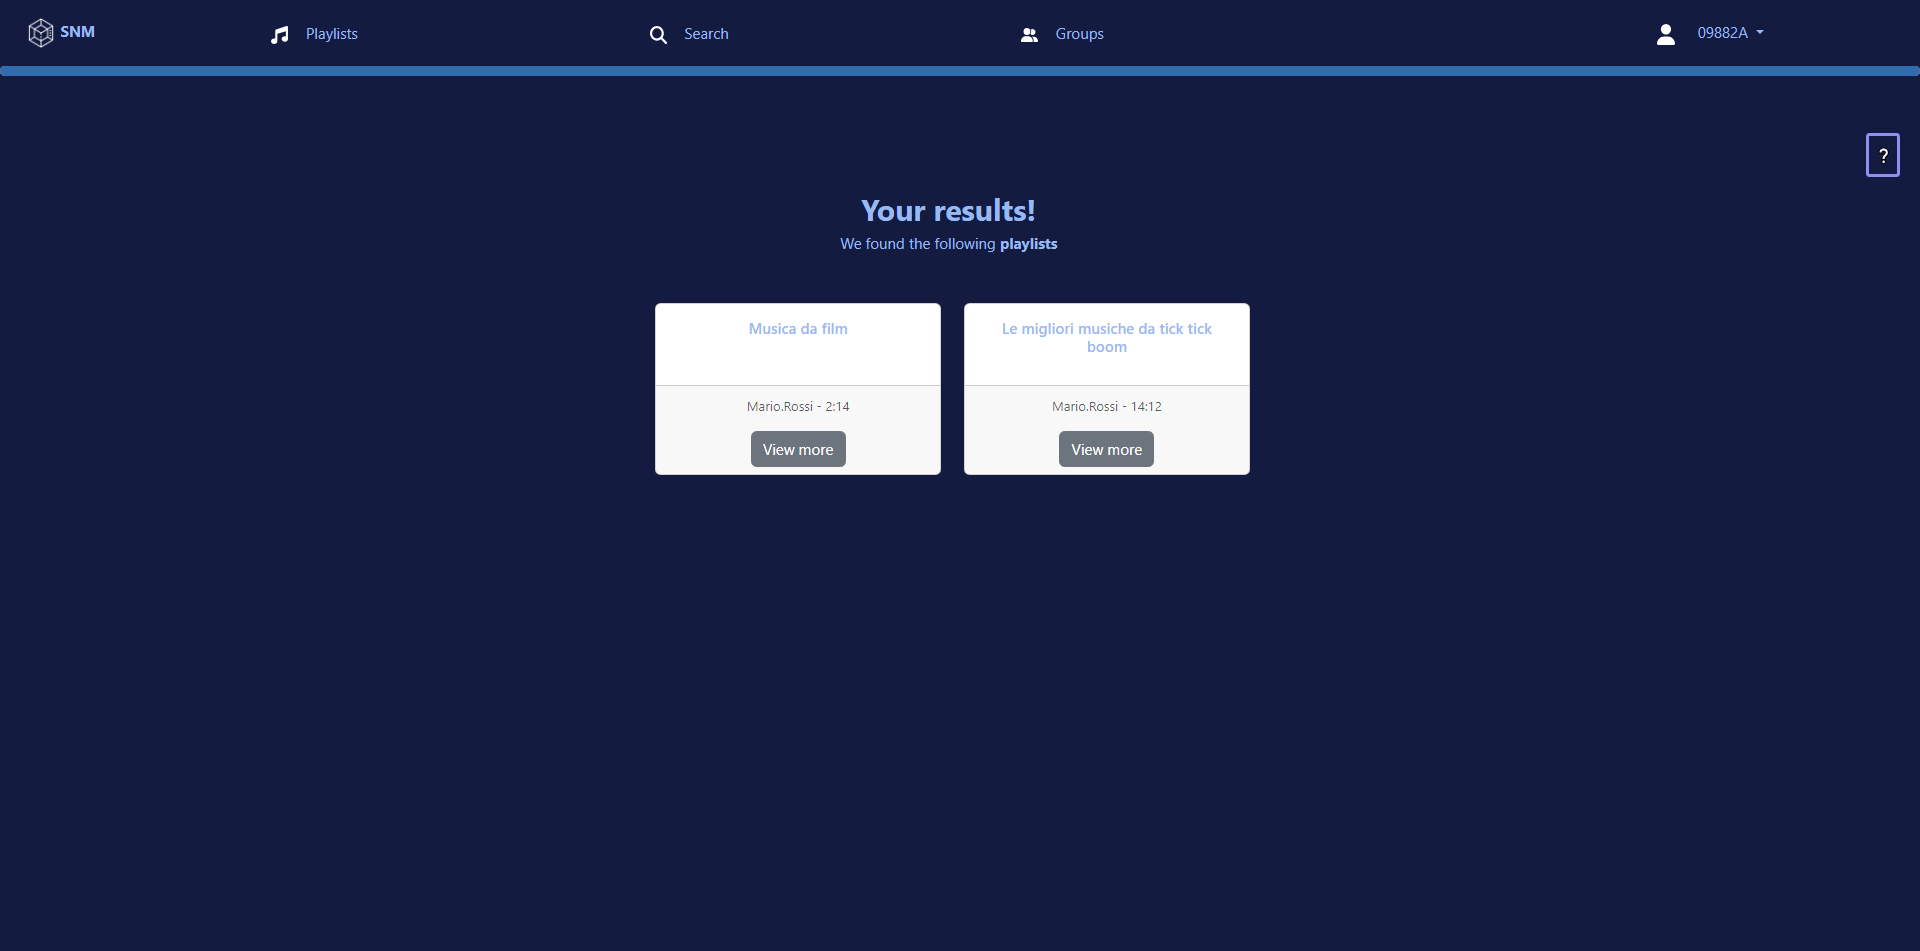 SNM
Playlists
Search
Groups
09882A
?
Your results!
We found the following playlists
Musica da film
Mario.Rossi - 2:14
View more
Le migliori musiche da tick tick
boom
Mario.Rossi - 14:12
View more